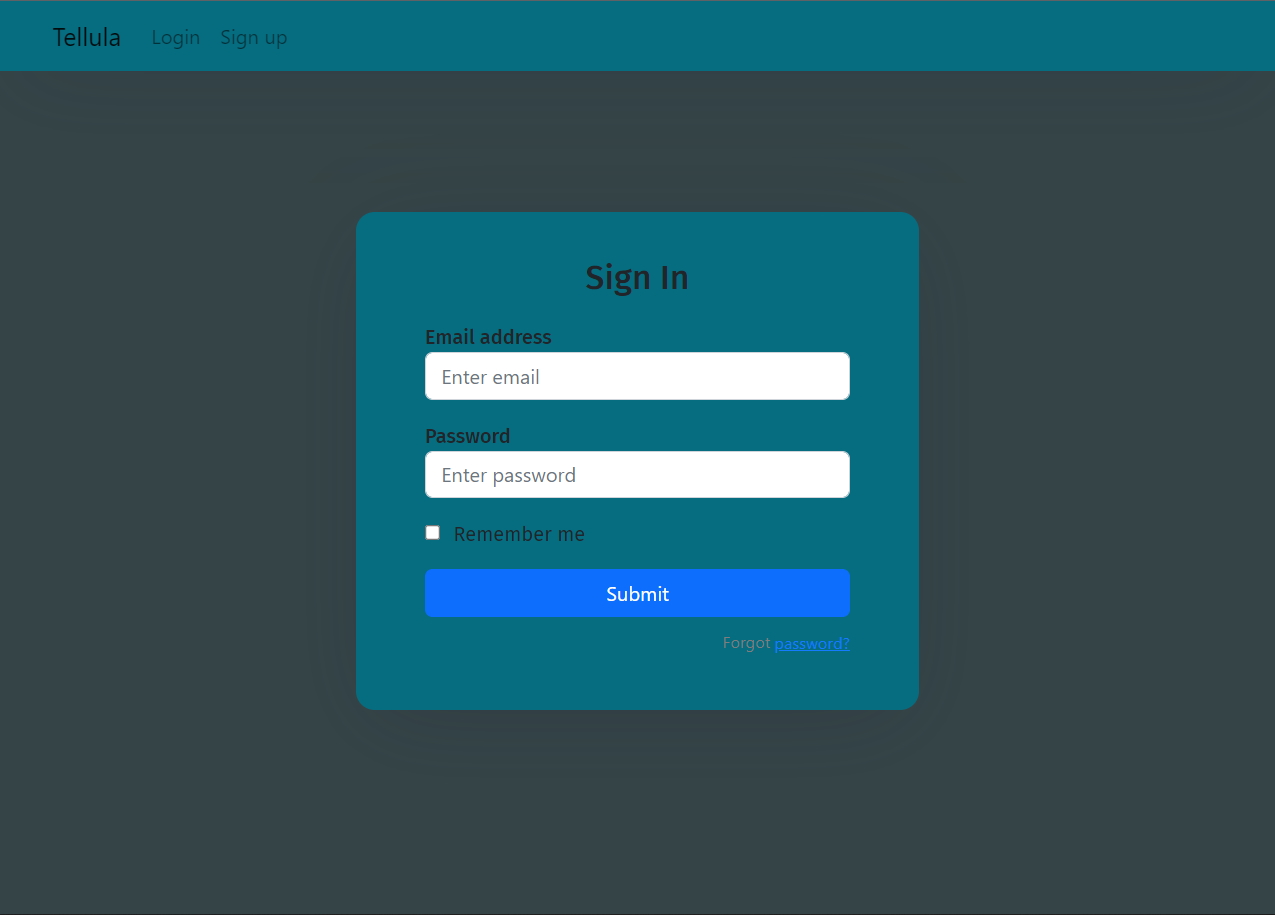 Tellula Login Sign up
Sign In
Email address
Enter email
Password
Enter password
Remember me
Submit
Forgot password?